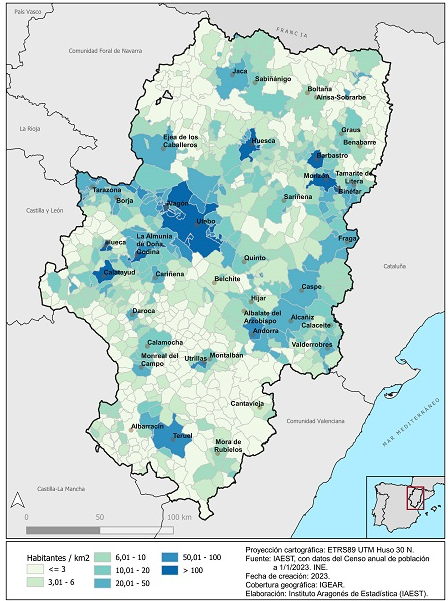 País Vasco
FRANCIA
Comunidad Foral de Navarra
La Rioja
Castilla y León
Jaca
Sabiñánigo
Boltaña
Aínsa-Sobrarbe
Graus
Benabarre
Ejea de los
Caballeros
Huesca
Barbastro
Monzón
Tamarite de
Litera
Binéfar
Tarazona
Borja
Alagón
Sariñena
Utebo
La Almunia
de Doña
Godina
Fraga
Quinto
Cataluña
Calatayud
Cariñena
Belchite
Caspe
Híjar
Daroca
Albalate del
Arzobispo
Andorra
Alcañiz
Calaceite
Calamocha
Valderrobres
Monreal del
Campo
Utrillas
Montalbán
Cantavieja
Comunidad Valenciana
MAR MEDITERRÁNEO
Albarracín
Teruel
Mora de
Rubielos
Castilla-La Mancha
0 50 100 km
Habitantes / km2
<= 3
3,01 - 6
6,01 - 10
10,01 - 20
20,01 - 50
50,01 - 100
> 100
Proyección cartográfica: ETRS89 UTM Huso 30 N.
Fuente: IAEST, con datos del Censo anual de población
a 1/1/2023. INE.
Fecha de creación: 2023.
Cobertura geográfica: IGEAR.
Elaboración: Instituto Aragonés de Estadística (IAEST).